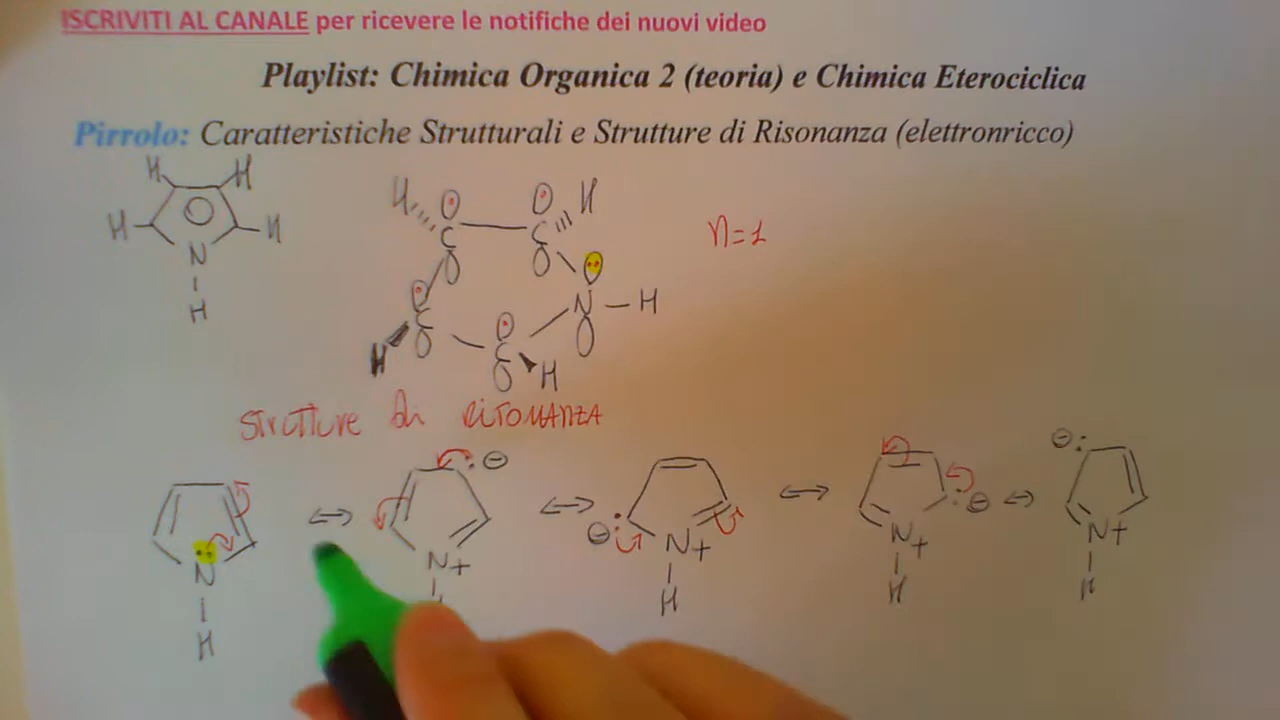 ISCRIVITI AL CANALE per ricevere le notifiche dei nuovi video
Playlist: Chimica Organica 2 (teoria) e Chimica Eterociclica
Pirrolo: Caratteristiche Strutturali e Strutture di Risonanza (elettronricco)
H H
H H
N
H
H H
C C
N H
C C
H H
n=1
Strutture di RISONANZA
N
H
⊖
N+
⊖
N+
H
⊖
N+
H
⊖
N+
H